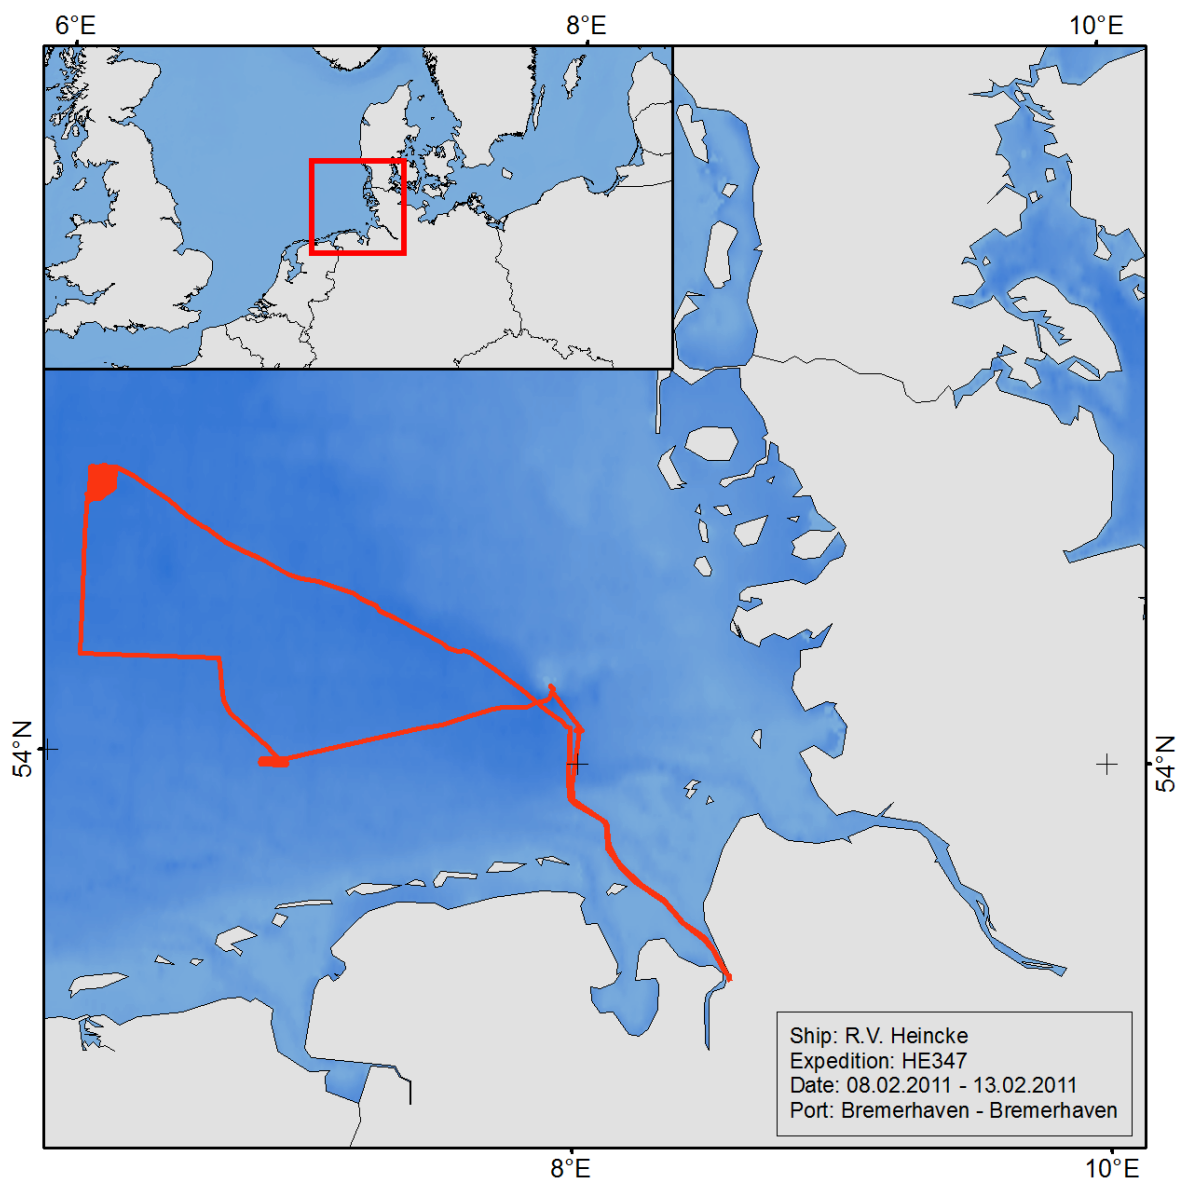 6°E
8°E
10°E
54°N
54°N
Ship: R.V. Heincke
Expedition: HE347
Date: 08.02.2011 - 13.02.2011
Port: Bremerhaven - Bremerhaven
8°E
10°E